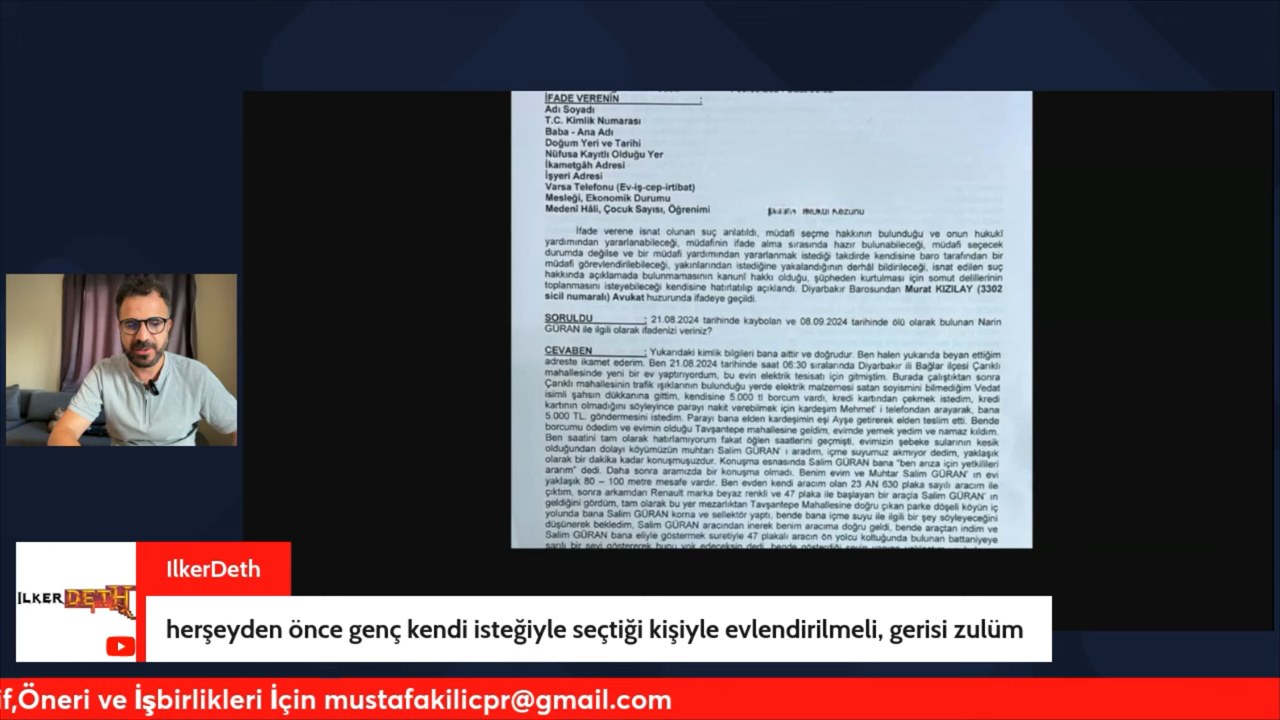 İFADE VERENİN :
Adı Soyadı
T.C. Kimlik Numarası
Baba - Ana Adı
Doğum Yeri ve Tarihi
Nüfusa Kayıtlı Olduğu Yer
İkametgâh Adresi
İşyeri Adresi
Varsa Telefonu (Ev-iş-cep-irtibat)
Mesleği, Ekonomik Durumu
Medenî Hâli, Çocuk Sayısı, Öğrenimi
İfade verene isnat olunan suç anlatıldı, müdafi seçme hakkının bulunduğu ve onun hukukî
yardımından yararlanabileceği, müdafinin ifade alma sırasında hazır bulunabileceği, müdafi seçecek
durumda değilse ve bir müdafi yardımından yararlanmak istediği takdirde kendisine baro tarafından bir
müdafi görevlendirilebileceği, yakınlarından istediğine yakalandığının derhâl bildirileceği, isnat edilen suç
hakkında açıklamada bulunmamasının kanunî hakkı olduğu, şüpheden kurtulması için somut delillerinin
toplanmasını isteyebileceği kendisine hatırlatılıp açıklandı. Diyarbakır Barosundan Murat KIZILAY (3302
sicil numaralı) Avukat huzurunda ifadeye geçildi.
SORULDU : 21.08.2024 tarihinde kaybolan ve 08.09.2024 tarihinde ölü olarak bulunan Narin
GÜRAN ile ilgili olarak ifadenizi veriniz?
CEVABEN : Yukarıdaki kimlik bilgileri bana aittir ve doğrudur. Ben halen yukarıda beyan ettiğim
adreste ikamet ederim. Ben 21.08.2024 tarihinde saat 06:30 sıralarında Diyarbakır ili Bağlar ilçesi Çarıklı
mahallesinde yeni bir ev yaptırıyordum, bu evin elektrik tesisatı için gitmiştim. Burada çalıştıktan sonra
Çarıklı mahallesinin trafik ışıklarının bulunduğu yerde elektrik malzemesi satan soyismini bilmediğim Vedat
isimli şahsın dükkanına gittim, kendisine 5.000 tl borcum vardı, kredi kartından çekmek istedim, kredi
kartının olmadığını söyleyince parayı nakit verebilmek için kardeşim Mehmet' i telefondan arayarak, bana
5.000 TL. göndermesini istedim. Parayı bana elden kardeşimin eşi Ayşe getirerek elden teslim etti. Bende
borcumu ödedim ve evimin olduğu Tavşantepe mahallesine geldim, evimde yemek yedim ve namaz kıldım.
Ben saatini tam olarak hatırlamıyorum fakat öğlen saatlerini geçmişti, evimizin şebeke sularının kesik
olduğundan dolayı köyümüzün muhtarı Salim GÜRAN' ı aradım, içme suyumuz akmıyor dedim, yaklaşık
olarak bir dakika kadar konuşmuşuzdur. Konuşma esnasında Salim GÜRAN bana "ben arıza için yetkilileri
ararım" dedi. Daha sonra aramızda bir konuşma olmadı. Benim evim ve Muhtar Salim GÜRAN' ın evi
yaklaşık 80 – 100 metre mesafe vardır. Ben evden kendi aracım olan 23 AN 630 plaka sayılı aracım ile
çıktım, sonra arkamdan Renault marka beyaz renkli ve 47 plaka ile başlayan bir araçla Salim GÜRAN' ın
geldiğini gördüm, tam olarak bu yer mezarlıktan Tavşantepe Mahallesine doğru çıkan parke döşeli köyün iç
yolunda bana Salim GÜRAN korna ve sellektör yaptı, bende bana içme suyu ile ilgili bir şey söyleyeceğini
düşünerek bekledim, Salim GÜRAN aracından inerek benim aracıma doğru geldi, bende araçtan indim ve
Salim GÜRAN bana eliyle göstermek suretiyle 47 plakalı aracın ön yolcu koltuğunda bulunan battaniyeye
sarılı bir şeyi göstererek bunu yok edeceksin dedi,
ILKER DETH
IlkerDeth
herşeyden önce genç kendi isteğiyle seçtiği kişiyle evlendirilmeli, gerisi zulüm
if,Öneri ve İşbirlikleri İçin mustafakilicpr@gmail.com